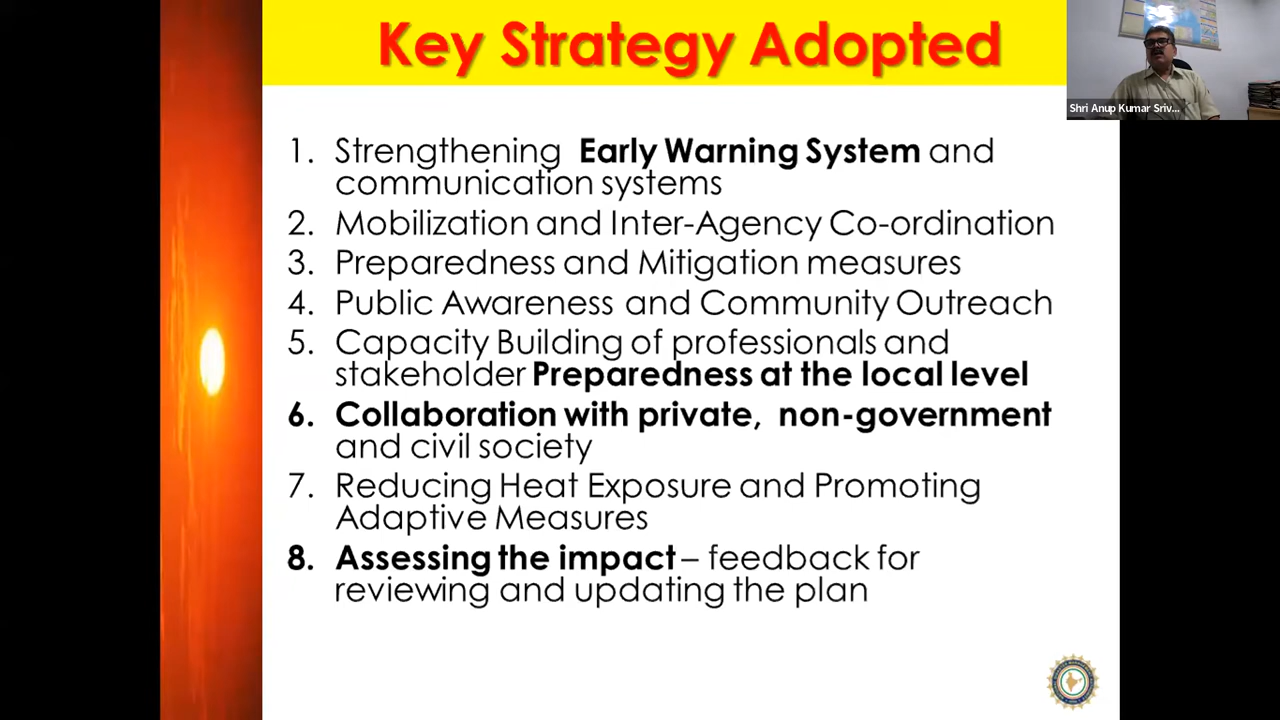 Key Strategy Adopted
Shri Anup Kumar Sriv...
1. Strengthening Early Warning System and
communication systems
2. Mobilization and Inter-Agency Co-ordination
3. Preparedness and Mitigation measures
4. Public Awareness and Community Outreach
5. Capacity Building of professionals and
stakeholder Preparedness at the local level
6. Collaboration with private, non-government
and civil society
7. Reducing Heat Exposure and Promoting
Adaptive Measures
8. Assessing the impact – feedback for
reviewing and updating the plan